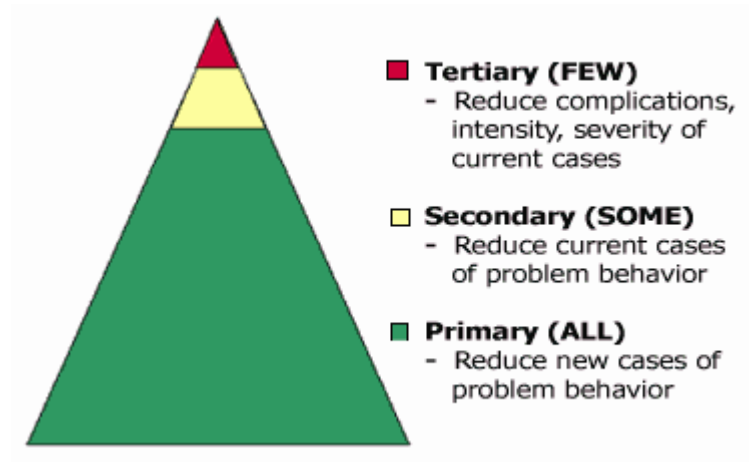 Tertiary (FEW)
- Reduce complications,
intensity, severity of
current cases
Secondary (SOME)
- Reduce current cases
of problem behavior
Primary (ALL)
- Reduce new cases of
problem behavior